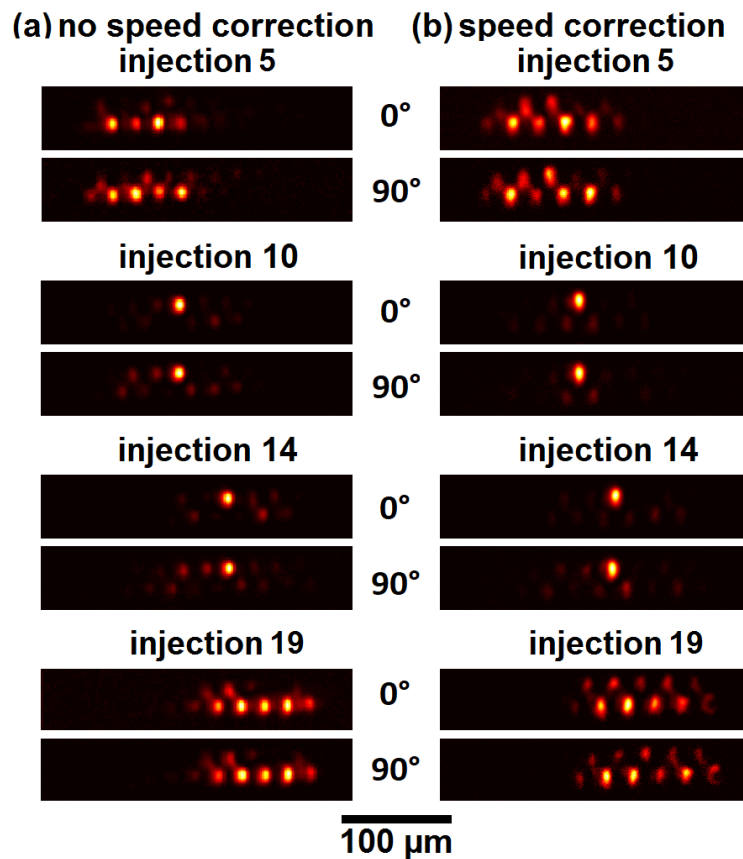 (a) no speed correction
injection 5
0°
90°
injection 10
0°
90°
injection 14
0°
90°
injection 19
0°
90°
(b) speed correction
injection 5
injection 10
injection 14
injection 19
100 µm